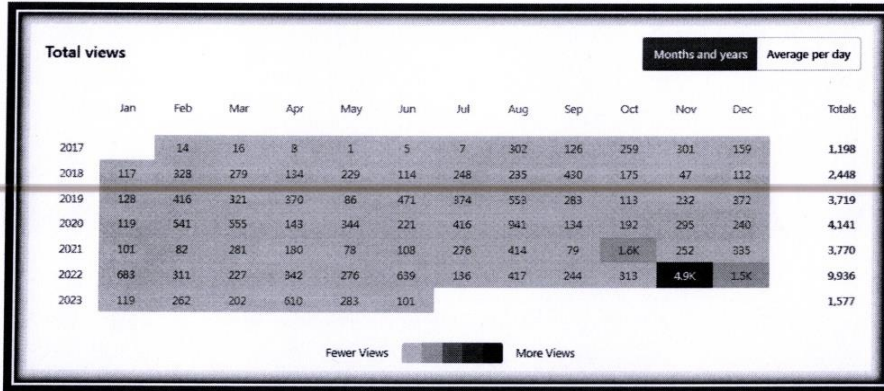 Total views Months and years Average per day
Jan Feb Mar Apr May Jun Jul Aug Sep Oct Nov Dec Totals
2017 14 16 8 1 5 7 302 126 259 301 159 1,198
2018 117 328 279 134 229 114 248 235 430 175 47 112 2,448
2019 128 416 321 370 86 471 374 553 283 113 232 372 3,719
2020 119 541 555 143 344 221 416 941 134 192 295 240 4,141
2021 101 82 281 180 78 108 276 414 79 1.6K 252 335 3,770
2022 683 311 227 342 276 639 136 417 244 313 4.9K 1.5K 9,936
2023 119 262 202 610 283 101 1,577
Fewer Views More Views